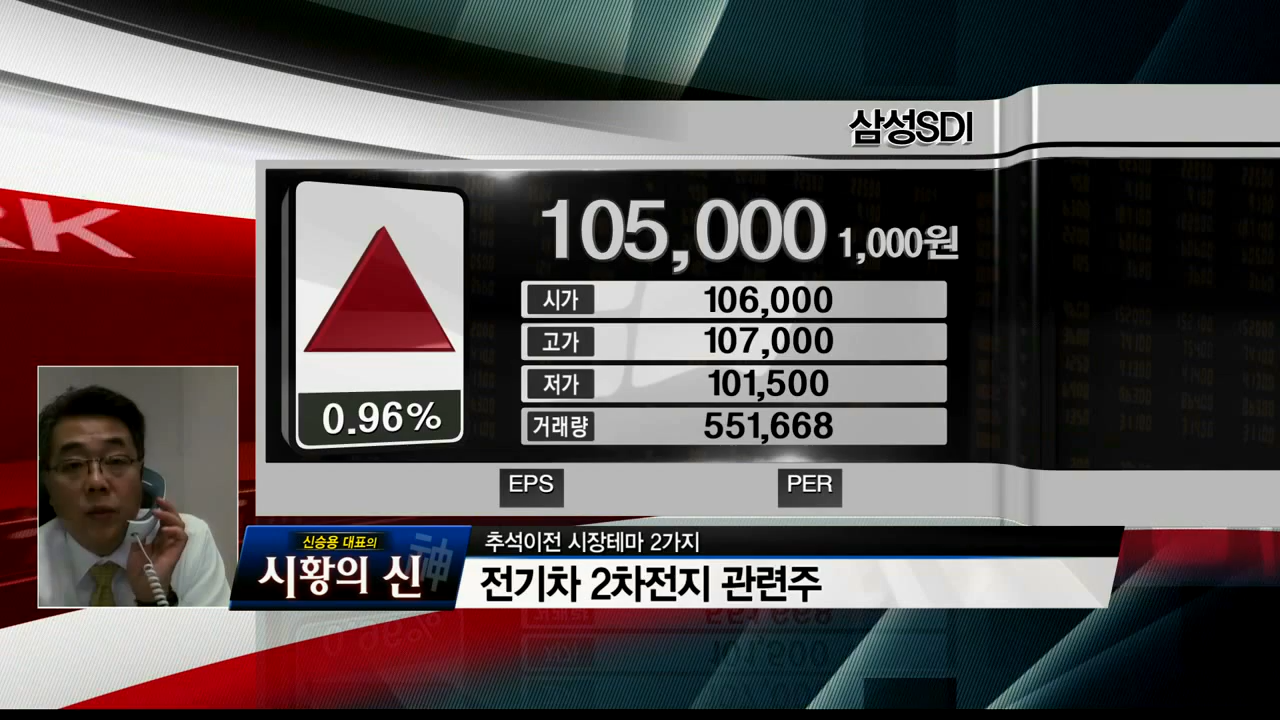 RK
삼성SDI
105,000 1,000원
0.96%
시가 106,000
고가 107,000
저가 101,500
거래량 551,668
EPS PER
신승용 대표의
시황의 신 神
추석이전 시장테마 2가지
전기차 2차전지 관련주